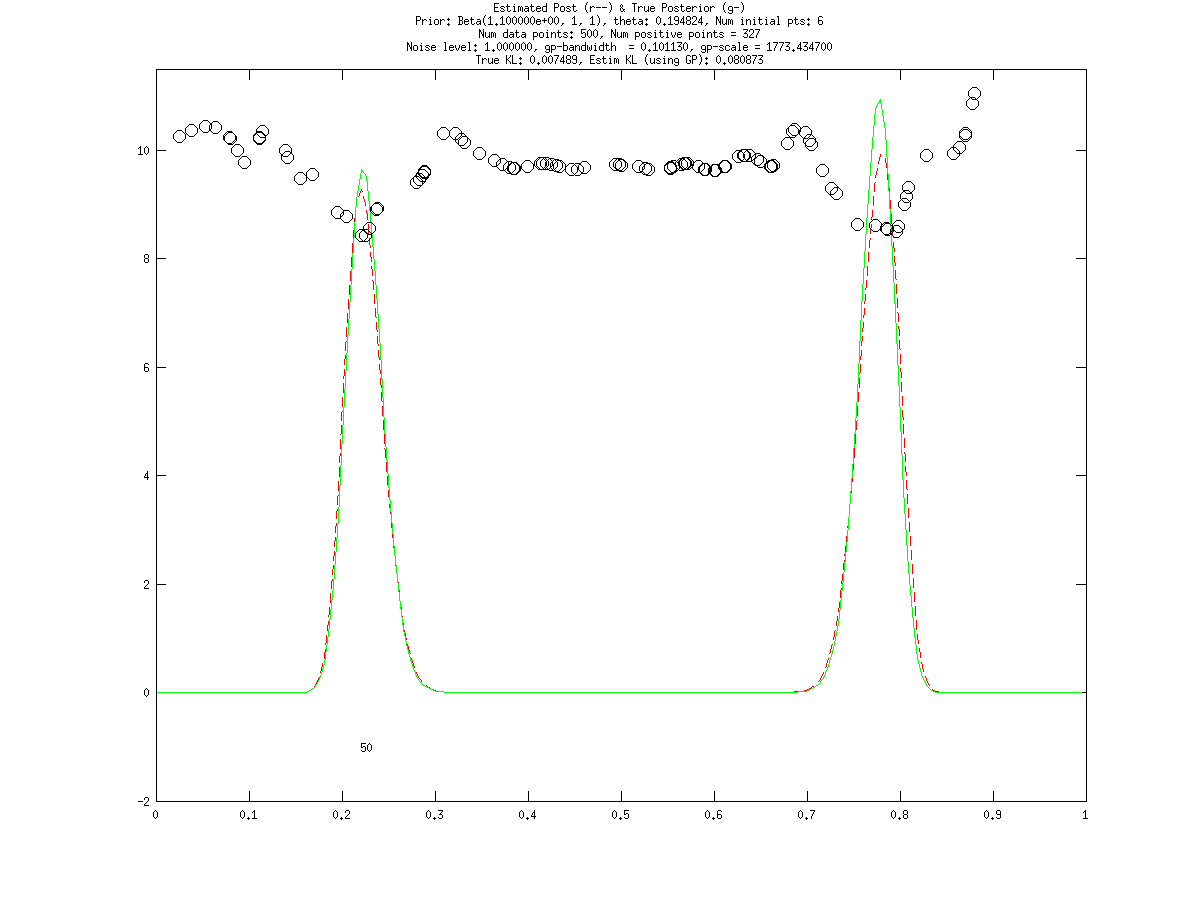 Estimated Post (r--) & True Posterior (g-)
Prior: Beta(1.100000e+00, 1, 1), theta: 0.194824, Num initial pts: 6
Num data points: 500, Num positive points = 327
Noise level: 1.000000, gp-bandwidth  = 0.101130, gp-scale = 1773.434700
True KL: 0.007489, Estim KL (using GP): 0.080873
10
8
6
4
2
0
50
-2
0 0.1 0.2 0.3 0.4 0.5 0.6 0.7 0.8 0.9 1